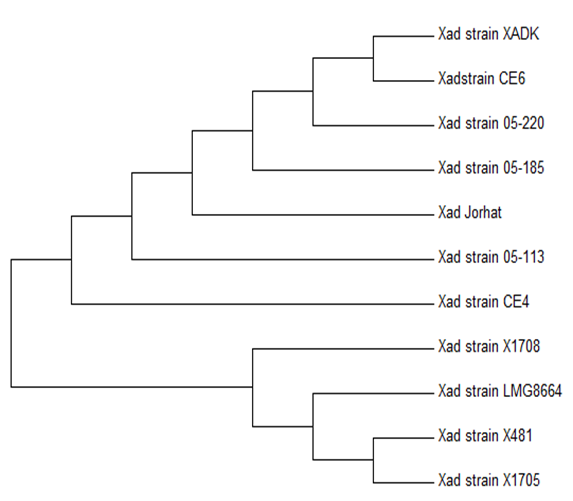 Xad strain XADK
Xadstrain CE6
Xad strain 05-220
Xad strain 05-185
Xad Jorhat
Xad strain 05-113
Xad strain CE4
Xad strain X1708
Xad strain LMG8664
Xad strain X481
Xad strain X1705